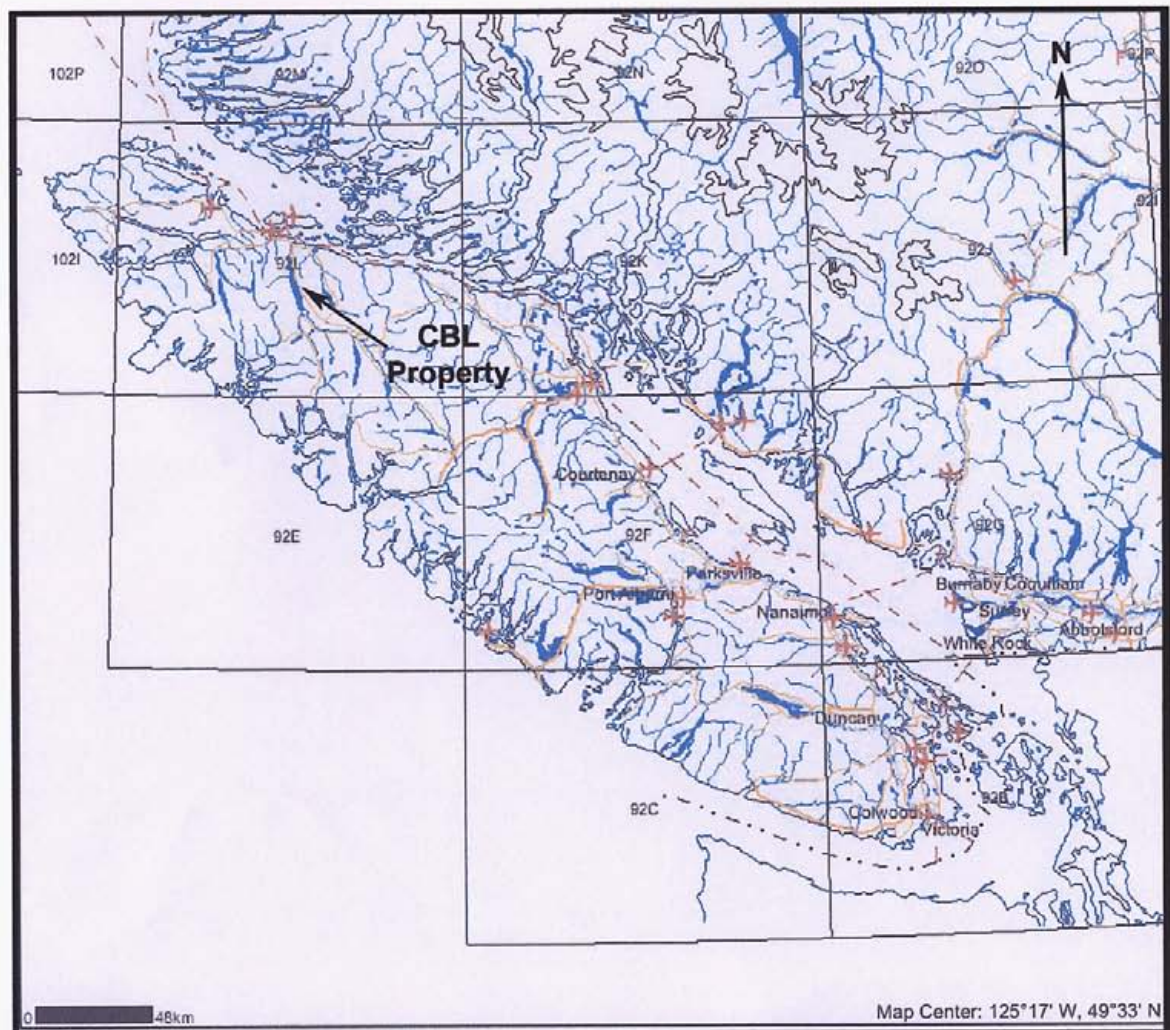 102P
92M
92N
92O
92P
N
92I
102I
92L
92K
92J
CBL
Property
Courtenay
92E
92F
92G
Parksville
Port Alberni
Burnaby Coquitlam
Surrey
Nanaimo
Abbotsford
White Rock
Duncan
92C
92B
Colwood
Victoria
0 48km
Map Center: 125°17' W, 49°33' N